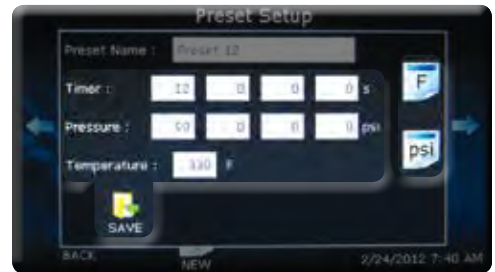 Preset Setup
Preset Name : Preset 12
Timer : 12 0 0 0 s
F
Pressure : 90 0 0 0 psi
psi
Temperature : 330 F
SAVE
BACK
NEW
2/24/2012 7:40 AM